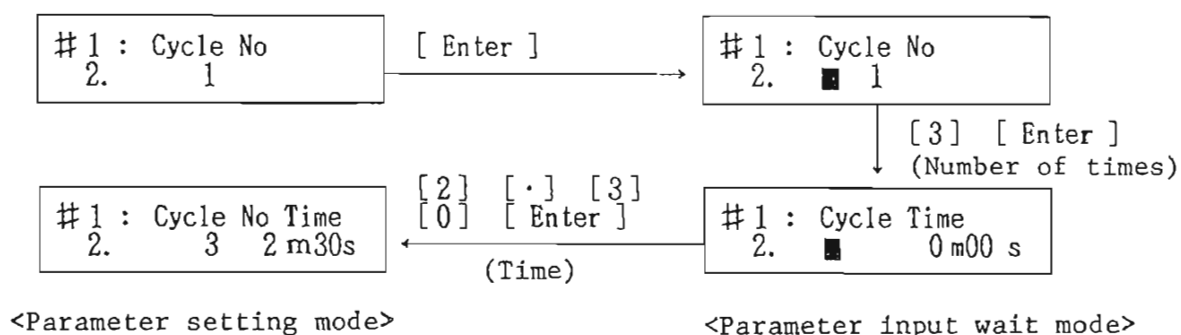 # 1 : Cycle No
2. 1
[ Enter ]
# 1 : Cycle No
2. ■ 1
[3] [ Enter ]
(Number of times)
# 1 : Cycle Time
2. ■ 0 m00 s
[2] [·] [3]
[0] [ Enter ]
(Time)
# 1 : Cycle No Time
2. 3 2 m30s
<Parameter setting mode>
<Parameter input wait mode>